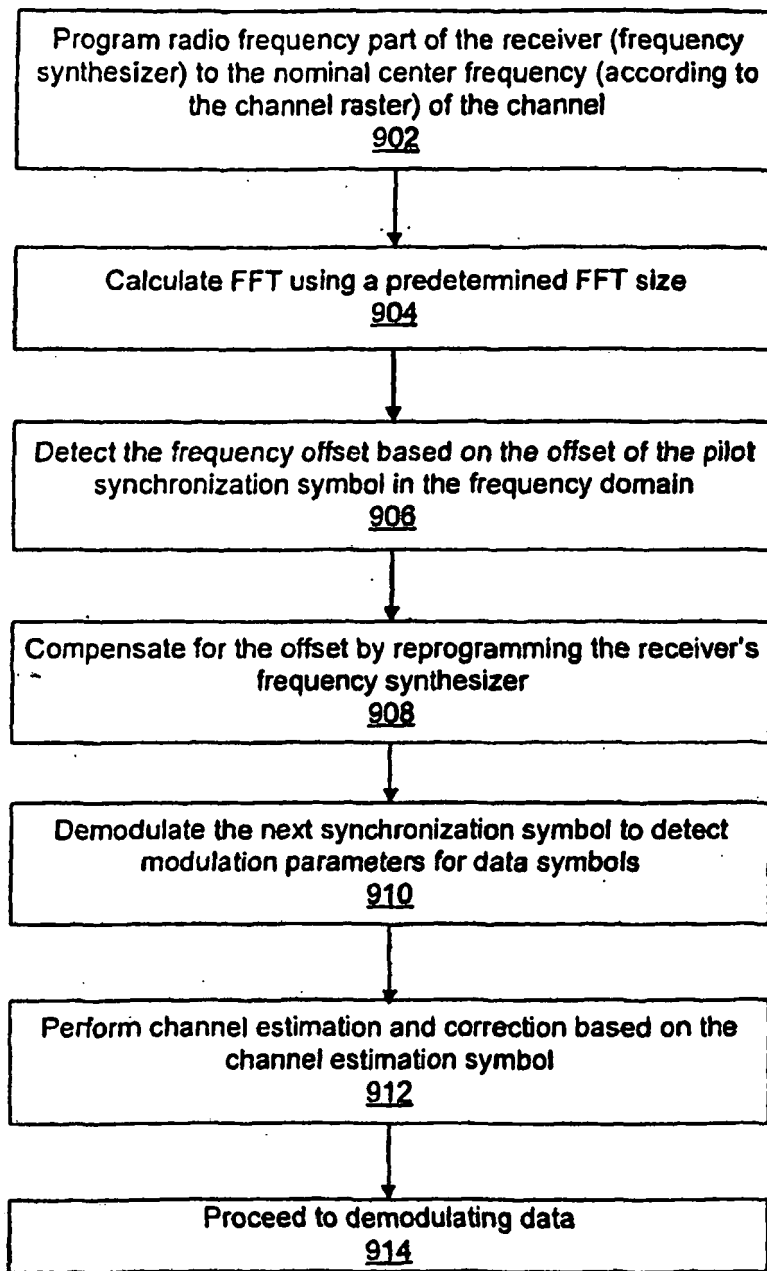 Program radio frequency part of the receiver (frequency
synthesizer) to the nominal center frequency (according to
the channel raster) of the channel
902
Calculate FFT using a predetermined FFT size
904
Detect the frequency offset based on the offset of the pilot
synchronization symbol in the frequency domain
906
Compensate for the offset by reprogramming the receiver's
frequency synthesizer
908
Demodulate the next synchronization symbol to detect
modulation parameters for data symbols
910
Perform channel estimation and correction based on the
channel estimation symbol
912
Proceed to demodulating data
914